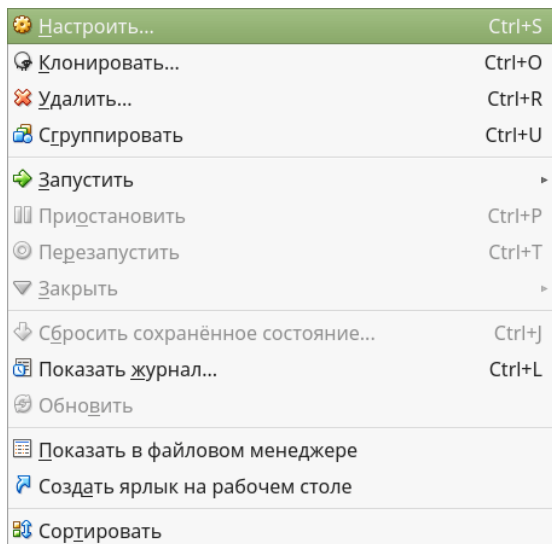 Настроить... Ctrl+S
Клонировать... Ctrl+O
Удалить... Ctrl+R
Сгруппировать Ctrl+U
Запустить
Приостановить Ctrl+P
Перезапустить Ctrl+T
Закрыть
Сбросить сохранённое состояние... Ctrl+J
Показать журнал... Ctrl+L
Обновить
Показать в файловом менеджере
Создать ярлык на рабочем столе
Сортировать